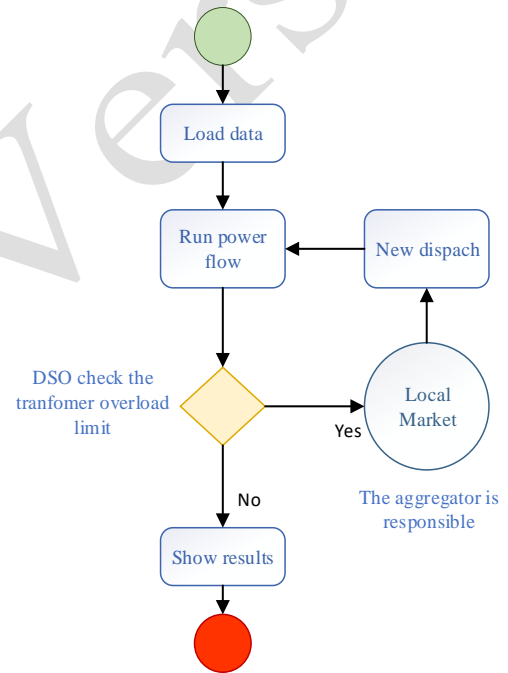 Load data
Run power
flow
New dispach
DSO check the
tranfomer overload
limit
Yes
Local
Market
The aggregator is
responsible
No
Show results
Vers